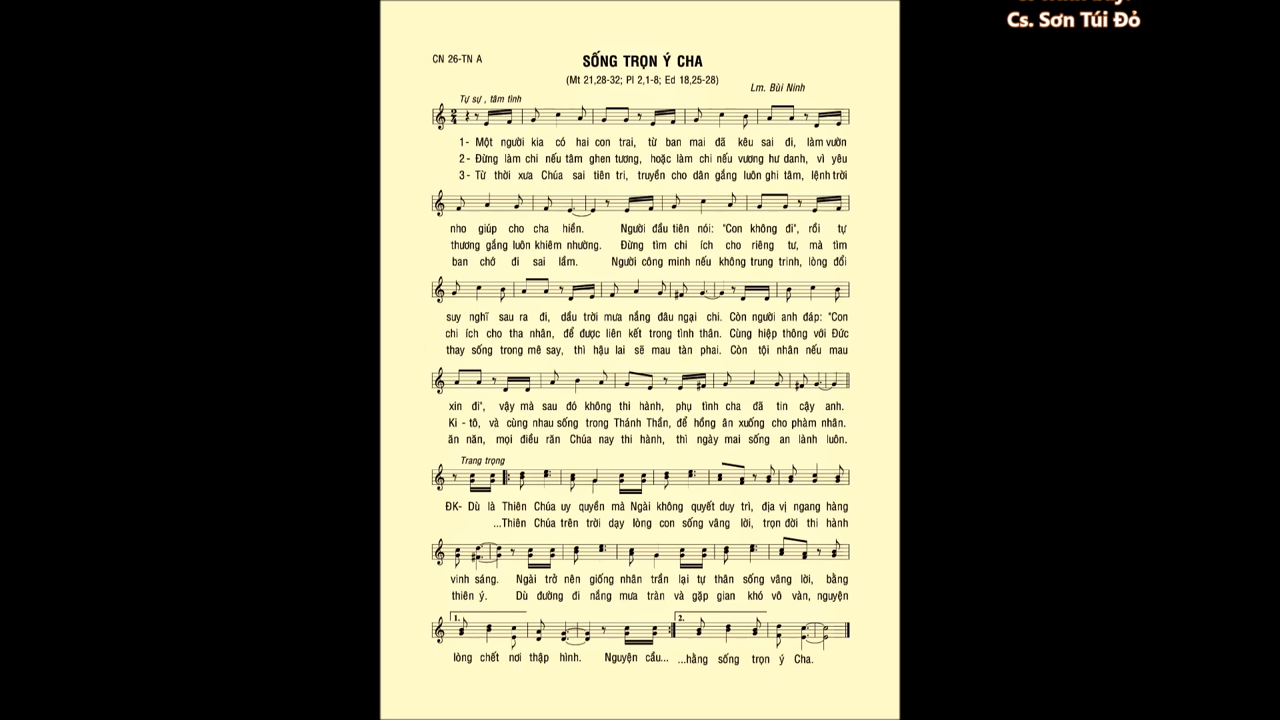 Cs. Sơn Túi Đỏ
CN 26-TN A
SỐNG TRỌN Ý CHA
(Mt 21,28-32; Pl 2,1-8; Ed 18,25-28)
Lm. Bùi Ninh
Tự sự , tâm tình
2
4
1- Một người kia có hai con trai, từ ban mai đã kêu sai đi, làm vườn
2- Đừng làm chi nếu tâm ghen tương, hoặc làm chi nếu vương hư danh, vì yêu
3- Từ thời xưa Chúa sai tiên tri, truyền cho dân gắng luôn ghi tâm, lệnh trời
nho giúp cho cha hiền. Người đầu tiên nói: "Con không đi", rồi tự
thương gắng luôn khiêm nhường. Đừng tìm chi ích cho riêng tư, mà tìm
ban chớ đi sai lầm. Người công minh nếu không trung trinh, lòng đổi
suy nghĩ sau ra đi, dầu trời mưa nắng đâu ngại chi. Còn người anh đáp: "Con
chi ích cho tha nhân, để được liên kết trong tình thân. Cùng hiệp thông với Đức
thay sống trong mê say, thì hậu lai sẽ mau tàn phai. Còn tội nhân nếu mau
xin đi", vậy mà sau đó không thi hành, phụ tình cha đã tin cậy anh.
Ki - tô, và cùng nhau sống trong Thánh Thần, để hồng ân xuống cho phàm nhân.
ăn năn, mọi điều răn Chúa nay thi hành, thì ngày mai sống an lành luôn.
Trang trọng
ĐK- Dù là Thiên Chúa uy quyền mà Ngài không quyết duy trì, địa vị ngang hàng
...Thiên Chúa trên trời dạy lòng con sống vâng lời, trọn đời thi hành
vinh sáng. Ngài trở nên giống nhân trần lại tự thân sống vâng lời, bằng
thiên ý. Dù đường đi nắng mưa tràn và gặp gian khó vô vàn, nguyện
1. 2.
lòng chết nơi thập hình. Nguyện cầu... ...hằng sống trọn ý Cha.